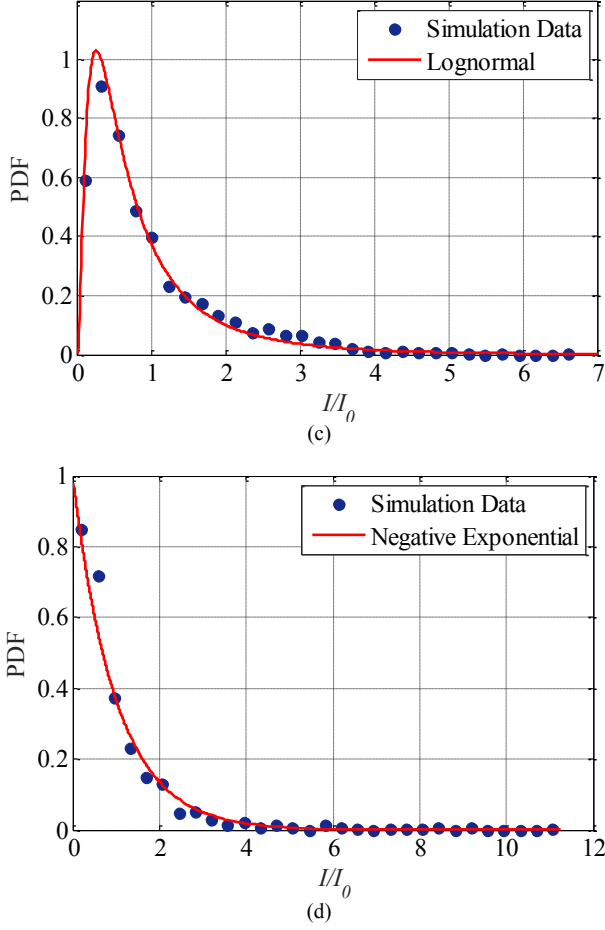 1
0.8
0.6
0.4
0.2
0
PDF
Simulation Data
Lognormal
0 1 2 3 4 5 6 7
I/I0
(c)
1
0.8
0.6
0.4
0.2
0
PDF
Simulation Data
Negative Exponential
0 2 4 6 8 10 12
I/I0
(d)